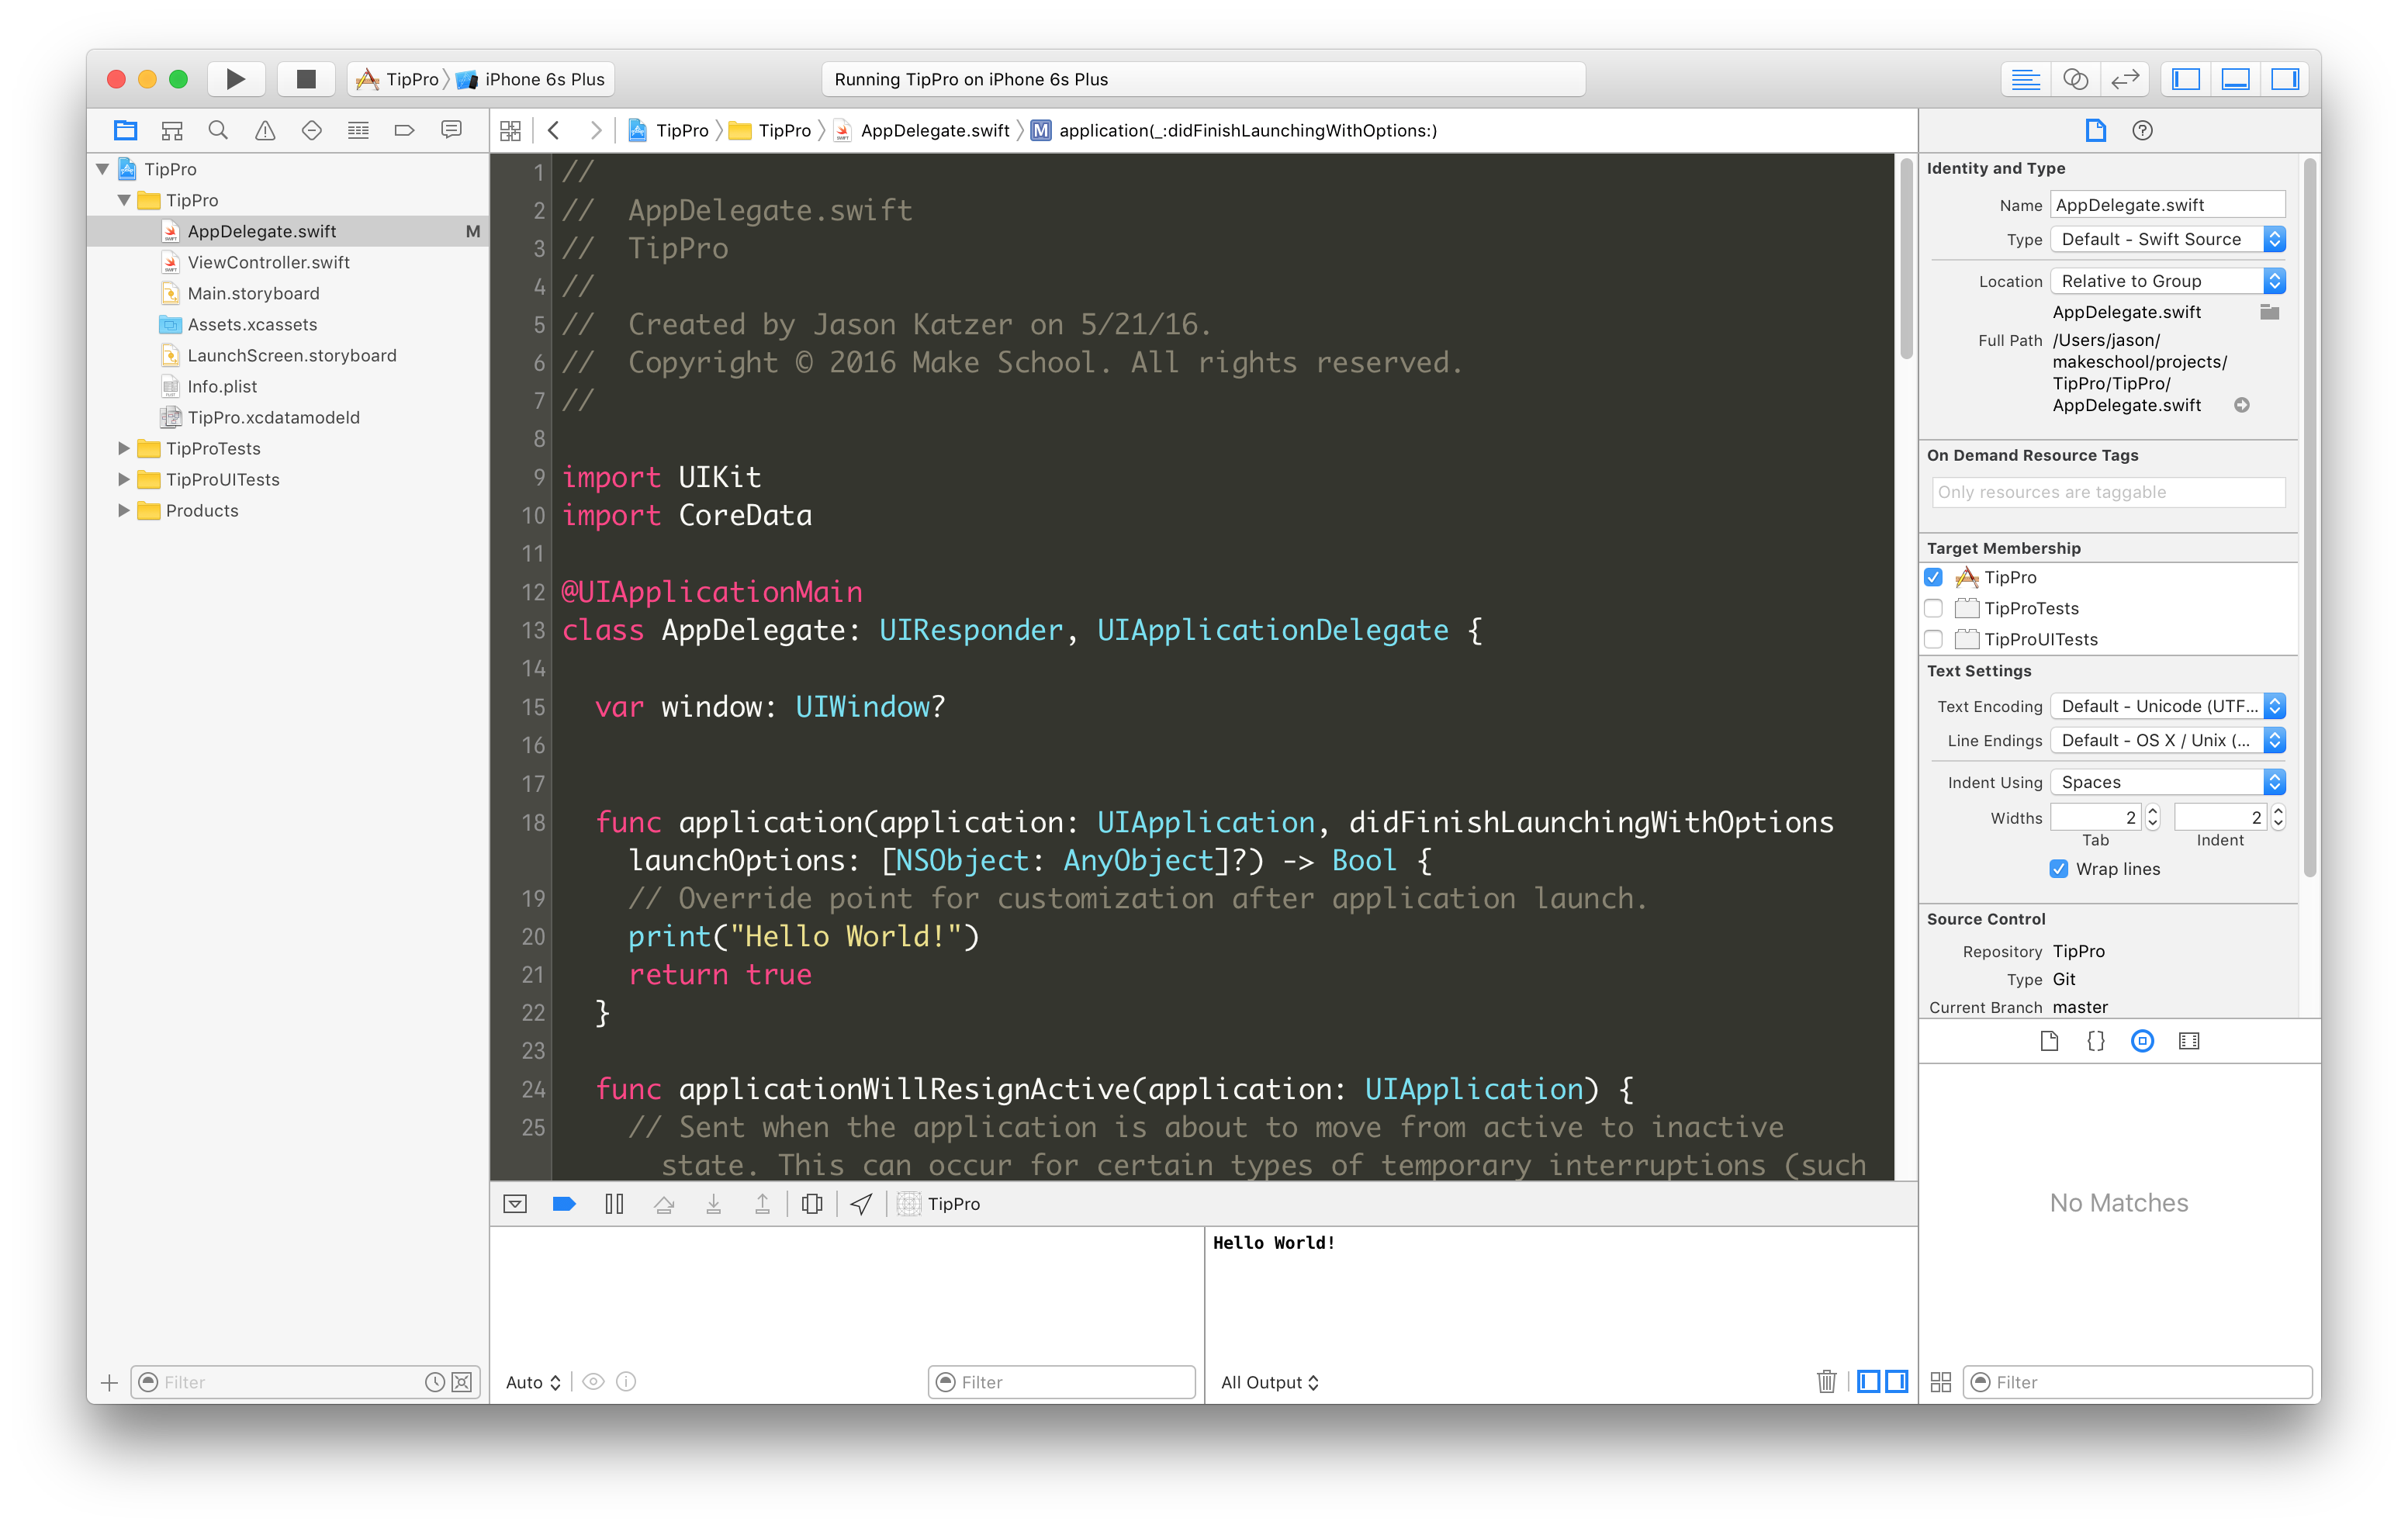 TipPro iPhone 6s Plus
Running TipPro on iPhone 6s Plus
TipPro TipPro AppDelegate.swift M application(_:didFinishLaunchingWithOptions:)
TipPro
TipPro
AppDelegate.swift M
ViewController.swift
Main.storyboard
Assets.xcassets
LaunchScreen.storyboard
Info.plist
TipPro.xcdatamodeld
TipProTests
TipProUITests
Products
Filter
1 //
2 //  AppDelegate.swift
3 //  TipPro
4 //
5 //  Created by Jason Katzer on 5/21/16.
6 //  Copyright © 2016 Make School. All rights reserved.
7 //
8
9 import UIKit
10 import CoreData
11
12 @UIApplicationMain
13 class AppDelegate: UIResponder, UIApplicationDelegate {
14
15   var window: UIWindow?
16
17
18   func application(application: UIApplication, didFinishLaunchingWithOptions
launchOptions: [NSObject: AnyObject]?) -> Bool {
19     // Override point for customization after application launch.
20     print("Hello World!")
21     return true
22   }
23
24   func applicationWillResignActive(application: UIApplication) {
25     // Sent when the application is about to move from active to inactive
state. This can occur for certain types of temporary interruptions (such
TipPro
Hello World!
Auto
Filter
All Output
Identity and Type
Name AppDelegate.swift
Type Default - Swift Source
Location Relative to Group
AppDelegate.swift
Full Path /Users/jason/
makeschool/projects/
TipPro/TipPro/
AppDelegate.swift
On Demand Resource Tags
Only resources are taggable
Target Membership
TipPro
TipProTests
TipProUITests
Text Settings
Text Encoding Default - Unicode (UTF...
Line Endings Default - OS X / Unix (...
Indent Using Spaces
Widths 2 2
Tab Indent
Wrap lines
Source Control
Repository TipPro
Type Git
Current Branch master
{}
No Matches
Filter